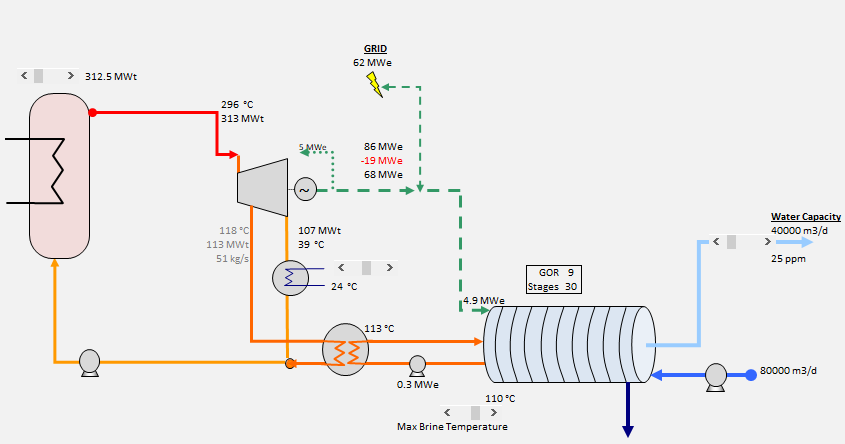 GRID
62 MWe
312.5 MWt
296 °C
313 MWt
5 MWe
86 MWe
-19 MWe
68 MWe
118 °C
113 MWt
51 kg/s
107 MWt
39 °C
24 °C
Water Capacity
40000 m3/d
25 ppm
GOR 9
Stages 30
4.9 MWe
113 °C
0.3 MWe
80000 m3/d
110 °C
Max Brine Temperature
~